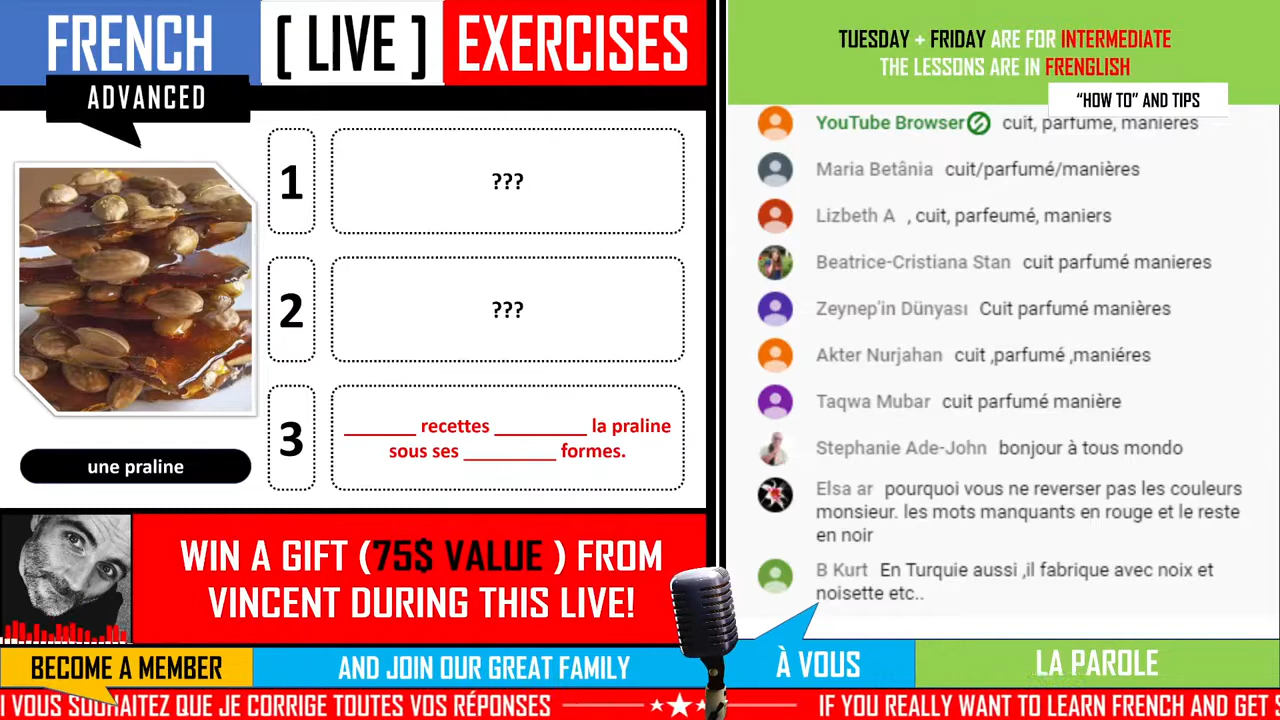 FRENCH [ LIVE ] EXERCISES
ADVANCED
1
???
2
???
3
_______ recettes _________ la praline
sous ses _________ formes.
une praline
WIN A GIFT (75$ VALUE ) FROM
VINCENT DURING THIS LIVE!
BECOME A MEMBER
AND JOIN OUR GREAT FAMILY
TUESDAY + FRIDAY ARE FOR INTERMEDIATE
THE LESSONS ARE IN FRENGLISH
“HOW TO” AND TIPS
YouTube Browser cuit, parfume, manieres
Maria Betânia cuit/parfumé/manières
Lizbeth A , cuit, parfeumé, maniers
Beatrice-Cristiana Stan cuit parfumé manieres
Zeynep'in Dünyası Cuit parfumé manières
Akter Nurjahan cuit ,parfumé ,maniéres
Taqwa Mubar cuit parfumé manière
Stephanie Ade-John bonjour à tous mondo
Elsa ar pourquoi vous ne reverser pas les couleurs
monsieur. les mots manquants en rouge et le reste
en noir
B Kurt En Turquie aussi ,il fabrique avec noix et
noisette etc..
À VOUS
LA PAROLE
I VOUS SOUHAITEZ QUE JE CORRIGE TOUTES VOS RÉPONSES
IF YOU REALLY WANT TO LEARN FRENCH AND GET